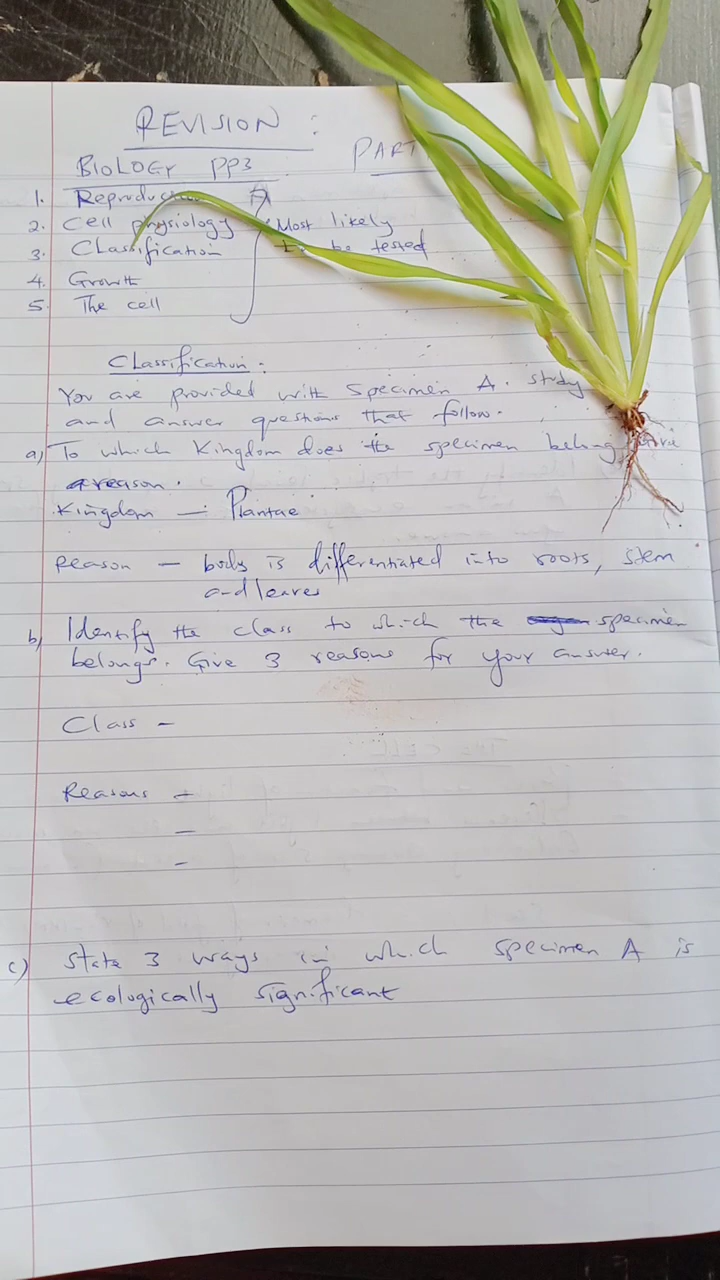 REVISION :
BIOLOGY PP3 PART
1. Reproduction
2. Cell physiology Most likely
3. Classification to be tested
4. Growth
5. The cell
Classification :
You are provided with specimen A. study
and answer questions that follow.
a) To which Kingdom does the specimen belong, Give
a reason.
Kingdom — Plantae
Reason — body is differentiated into roots, stem
and leaves
b) Identify the class to which the specimen
belongs. Give 3 reasons for your answer.
Class —
Reasons —
—
—
c) State 3 ways in which specimen A is
ecologically significant